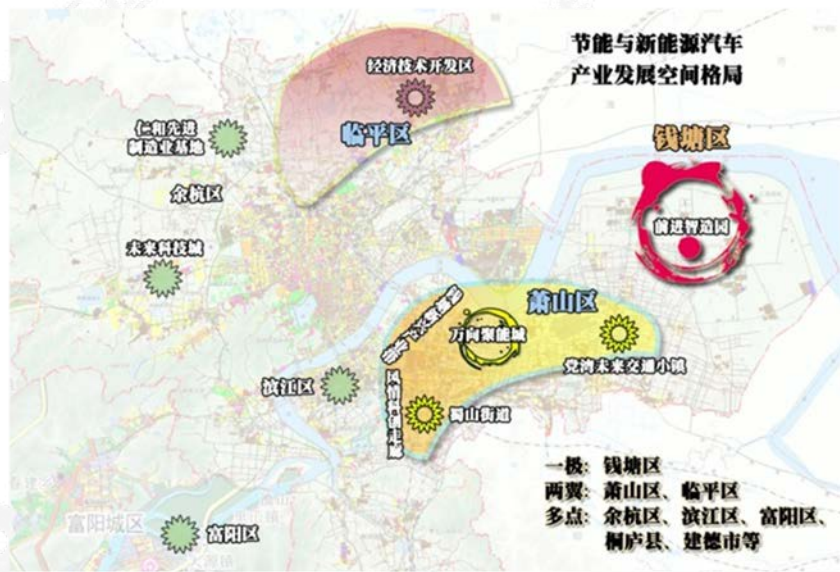 节能与新能源汽车
产业发展空间格局
经济技术开发区
临平区
仁和先进
制造业基地
余杭区
钱塘区
前进智造园
未来科技城
萧山区
万向聚能城
党湾未来交通小镇
滨江区
蜀山街道
富阳城区
富阳区
一极：钱塘区
两翼：萧山区、临平区
多点：余杭区、滨江区、富阳区、
桐庐县、建德市等